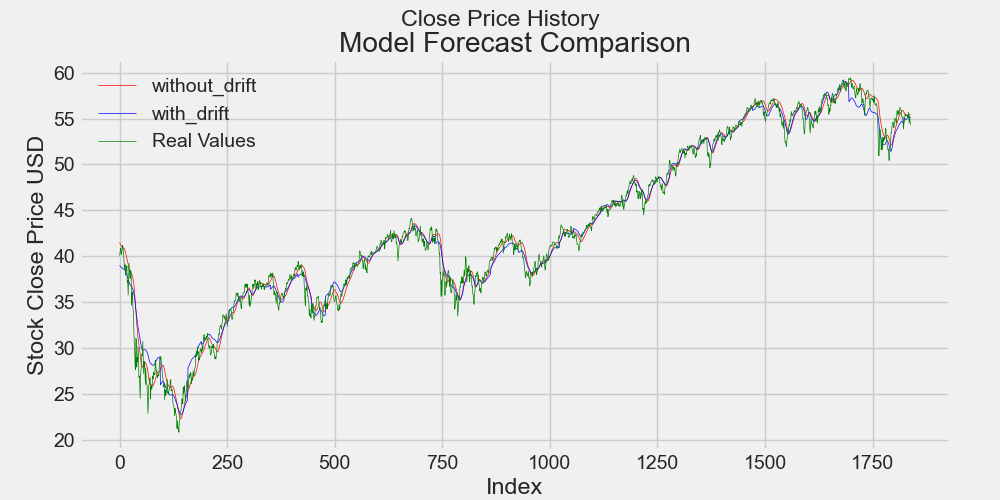 Close Price History
Model Forecast Comparison
without_drift
with_drift
Real Values
Stock Close Price USD
60
55
50
45
40
35
30
25
20
0 250 500 750 1000 1250 1500 1750
Index